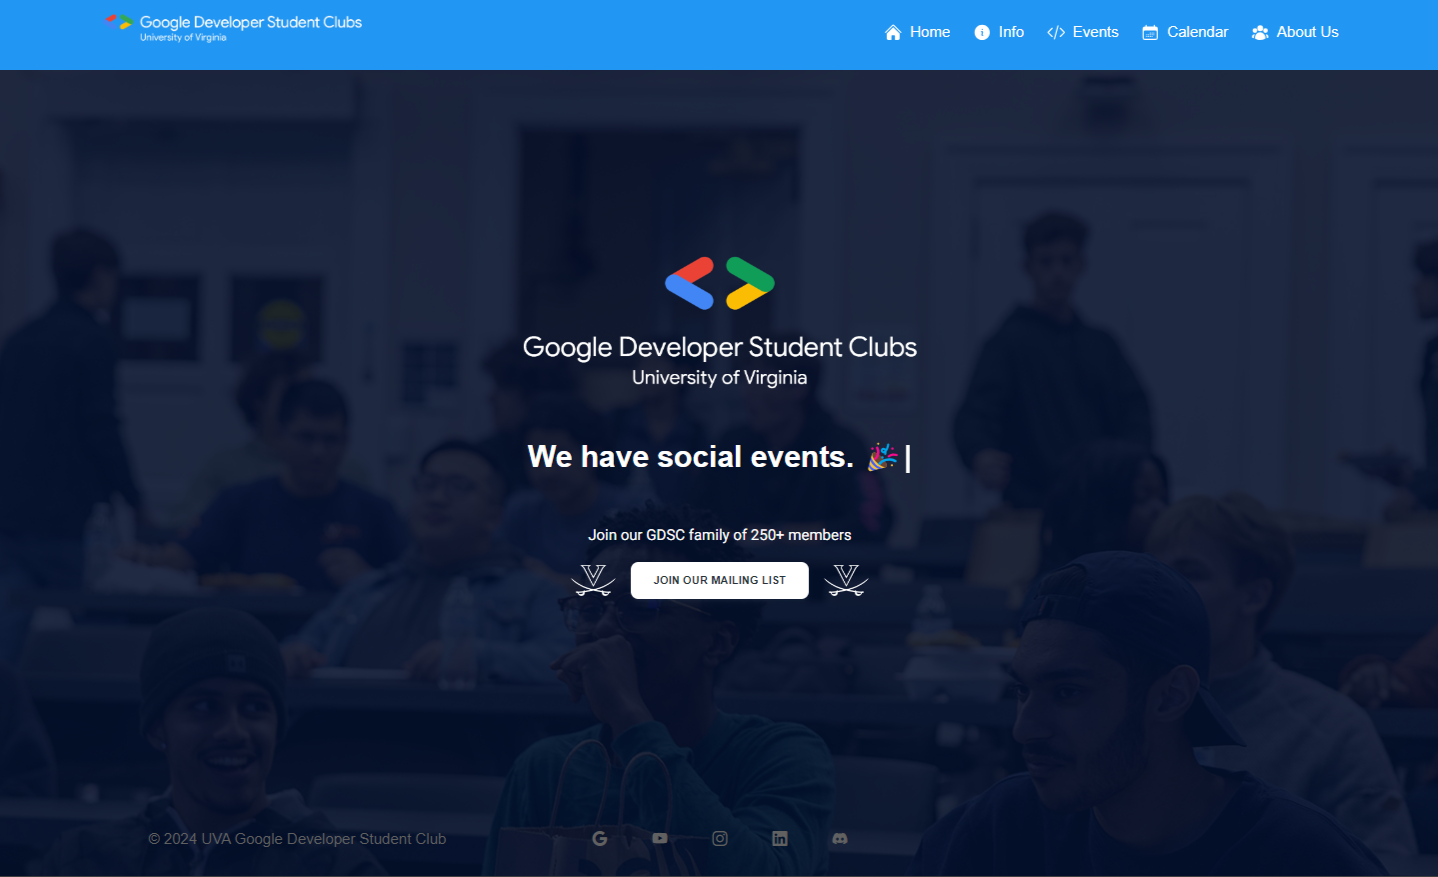 Google Developer Student Clubs
University of Virginia
Home
Info
Events
Calendar
About Us
Google Developer Student Clubs
University of Virginia
We have social events. 🎉|
Join our GDSC family of 250+ members
JOIN OUR MAILING LIST
© 2024 UVA Google Developer Student Club